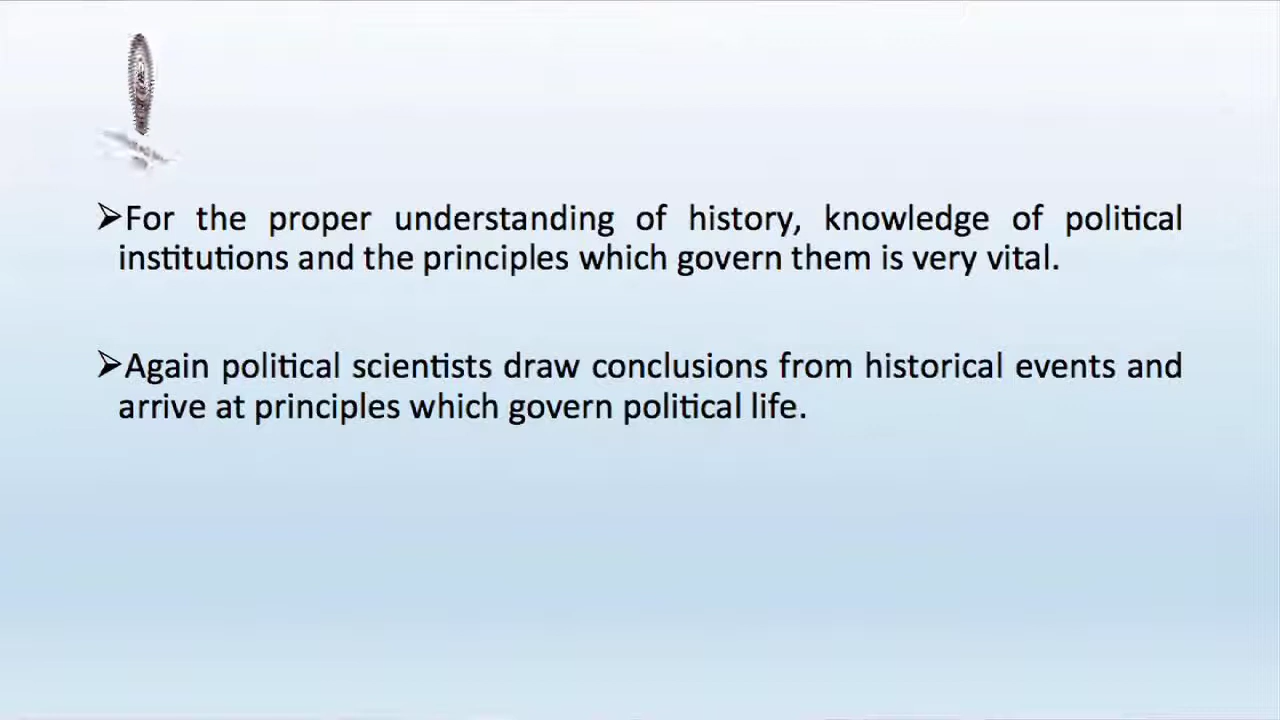 ➢For the proper understanding of history, knowledge of political
institutions and the principles which govern them is very vital.
➢Again political scientists draw conclusions from historical events and
arrive at principles which govern political life.